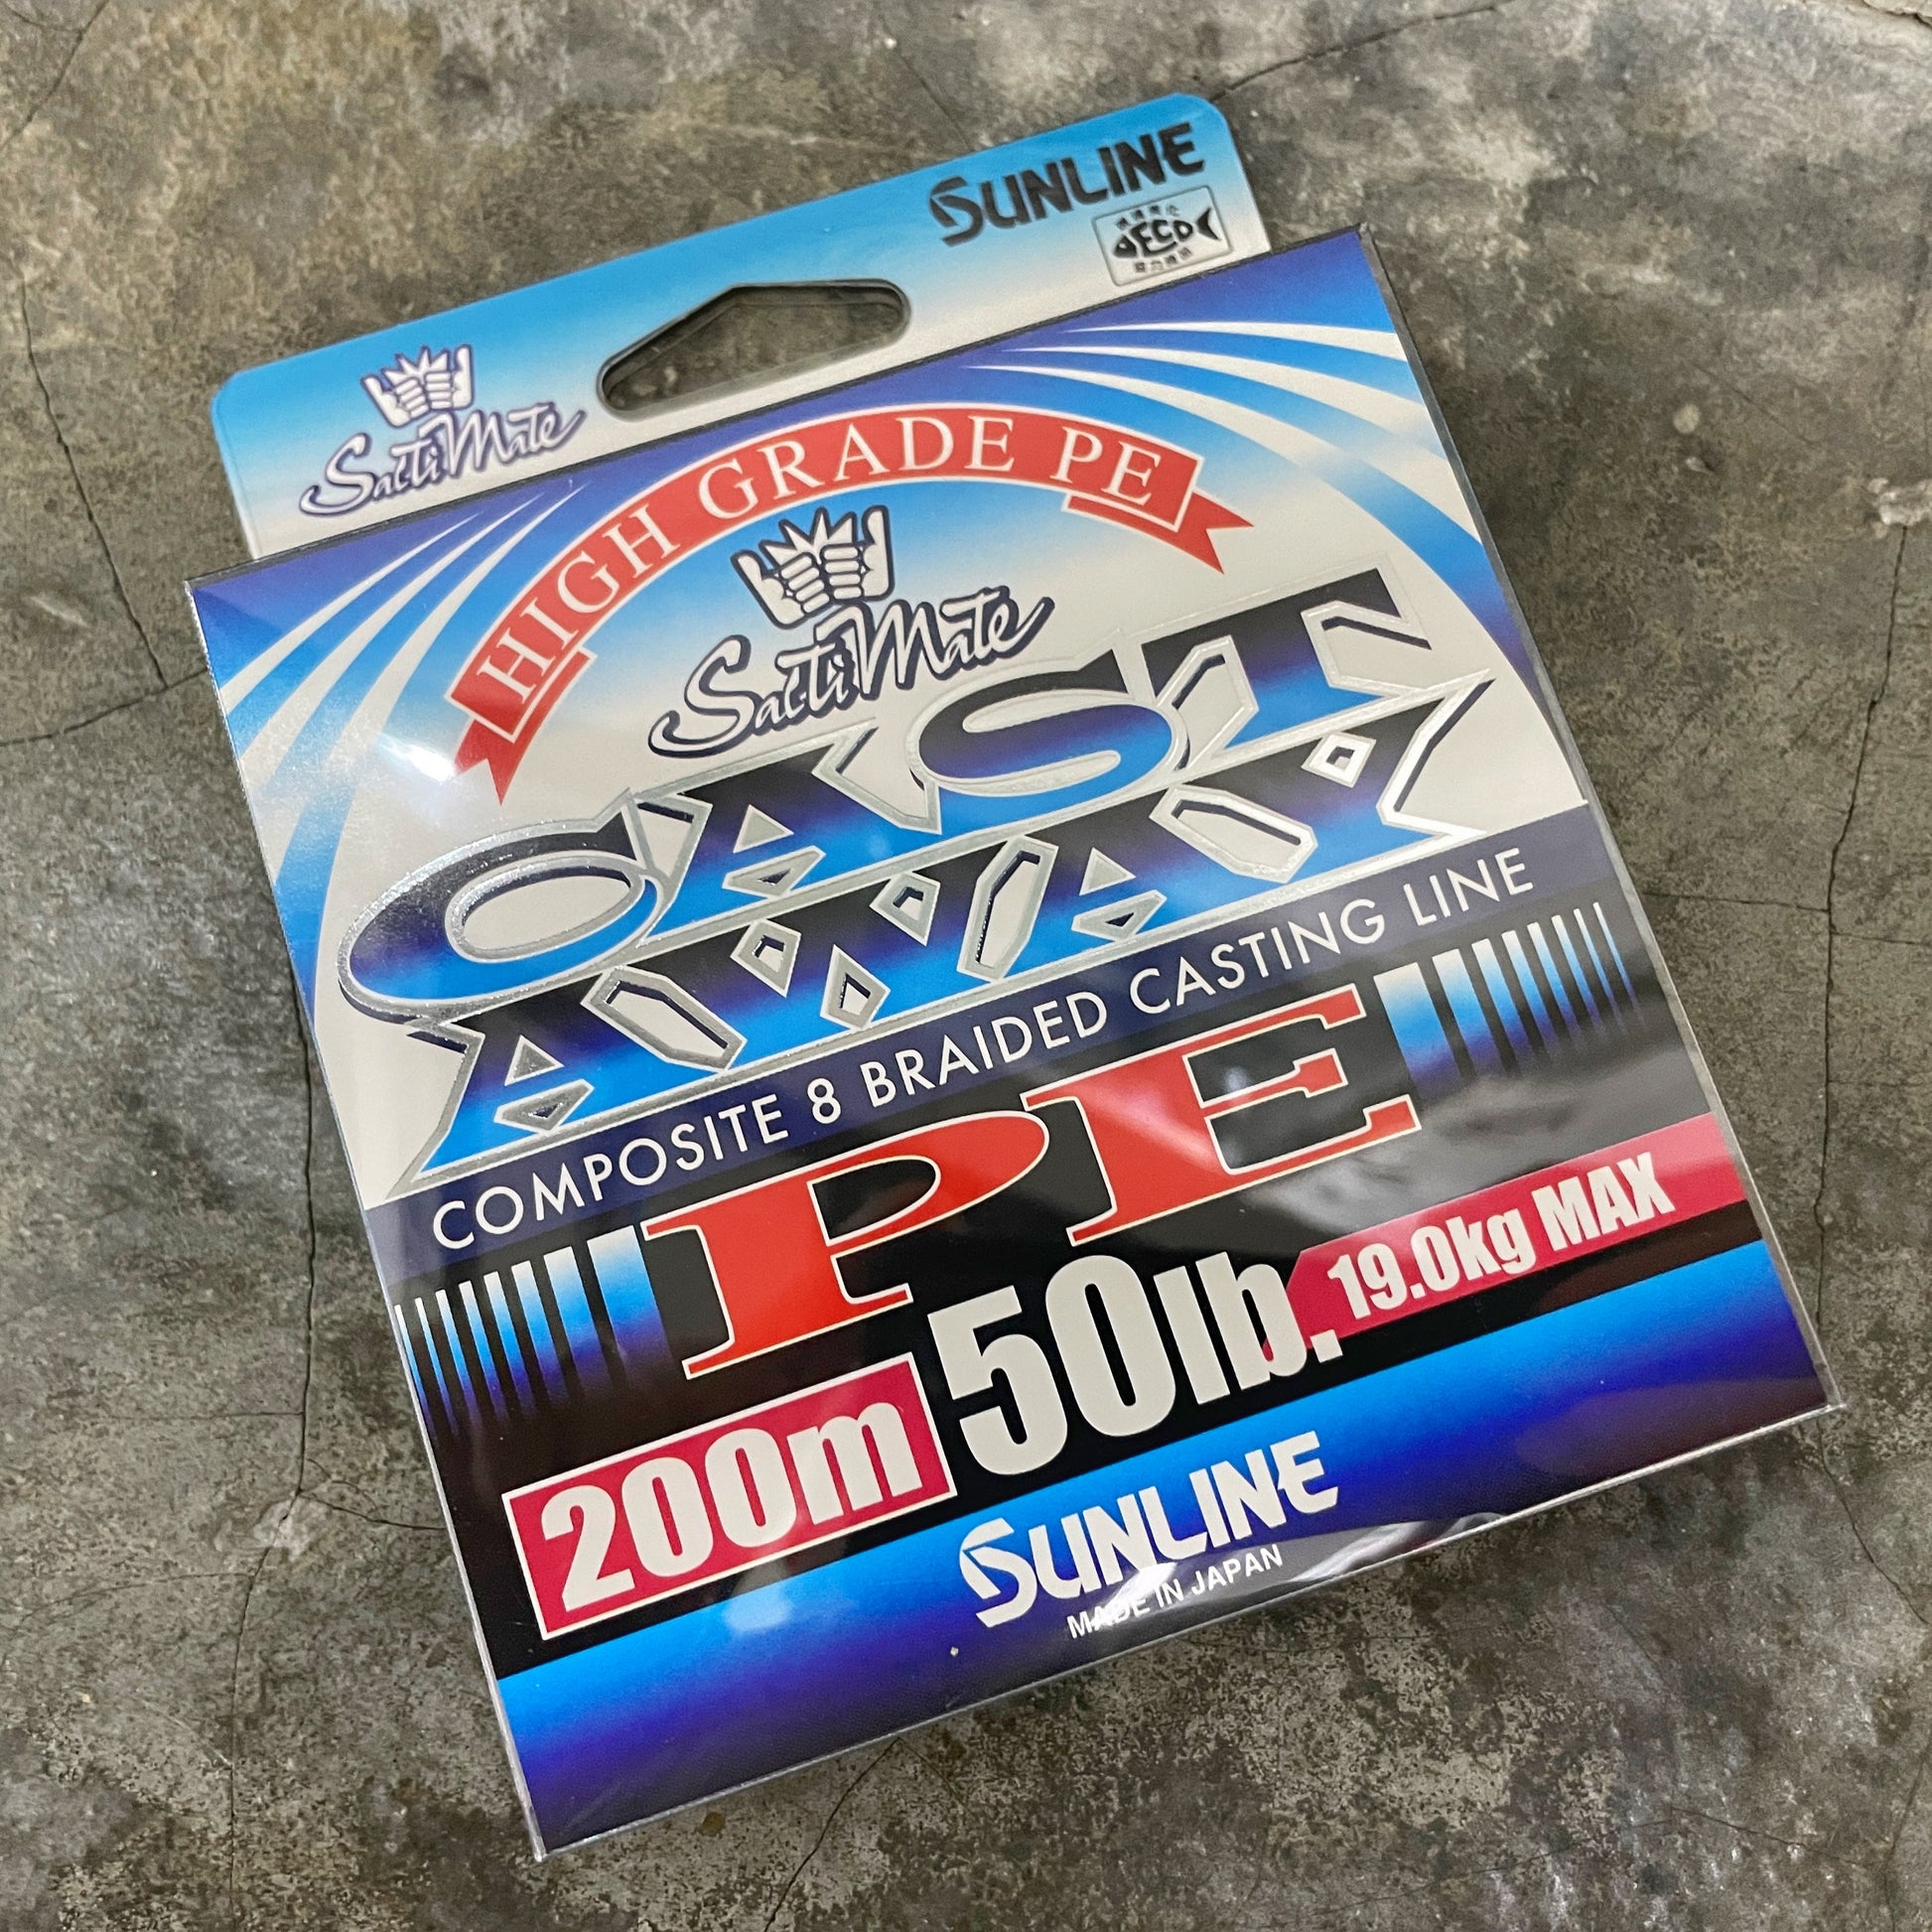 SUNLINE
ECO
SaltiMate
HIGH GRADE PE
SaltiMate
CAST
AWAY
COMPOSITE 8 BRAIDED CASTING LINE
PE
200m 50lb. 19.0kg MAX
SUNLINE
MADE IN JAPAN